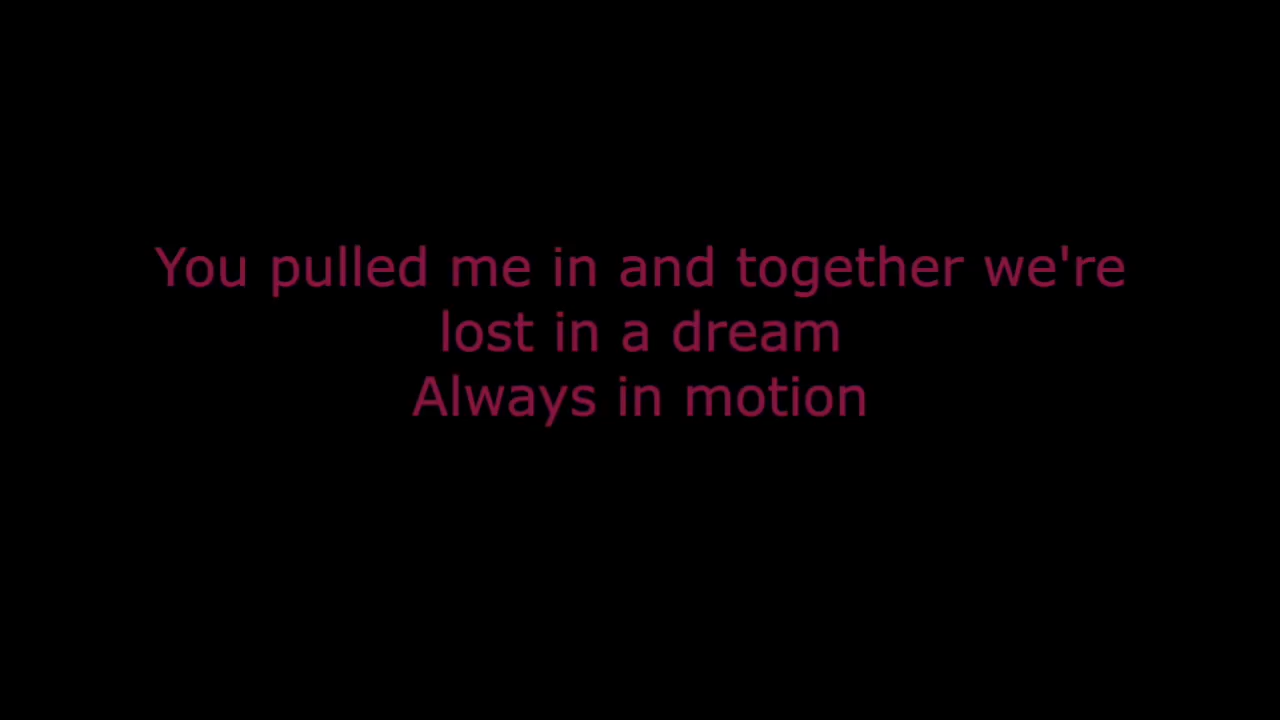 You pulled me in and together we're
lost in a dream
Always in motion